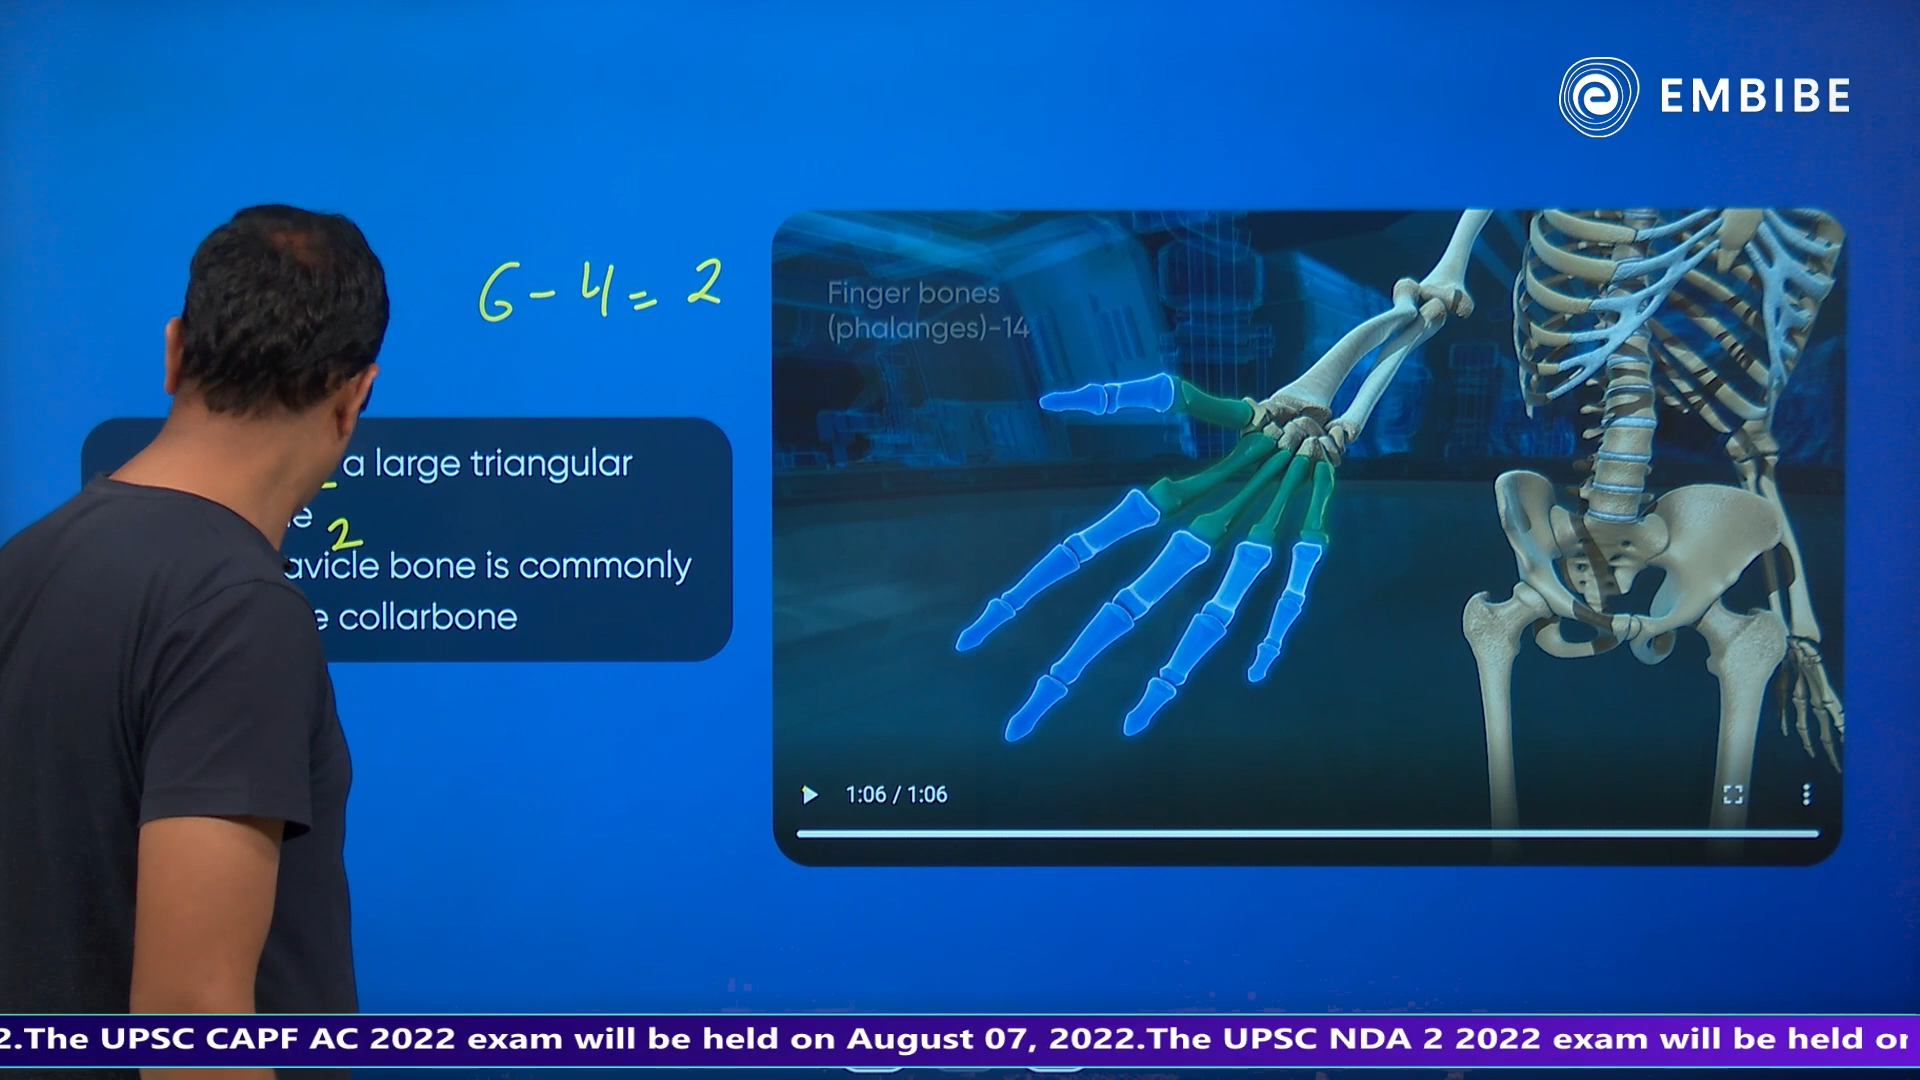 EMBIBE
6-4=2
Finger bones
(phalanges)-14
a large triangular
2
bone is commonly
collarbone
1:06 / 1:06
2.The UPSC CAPF AC 2022 exam will be held on August 07, 2022.The UPSC NDA 2 2022 exam will be held